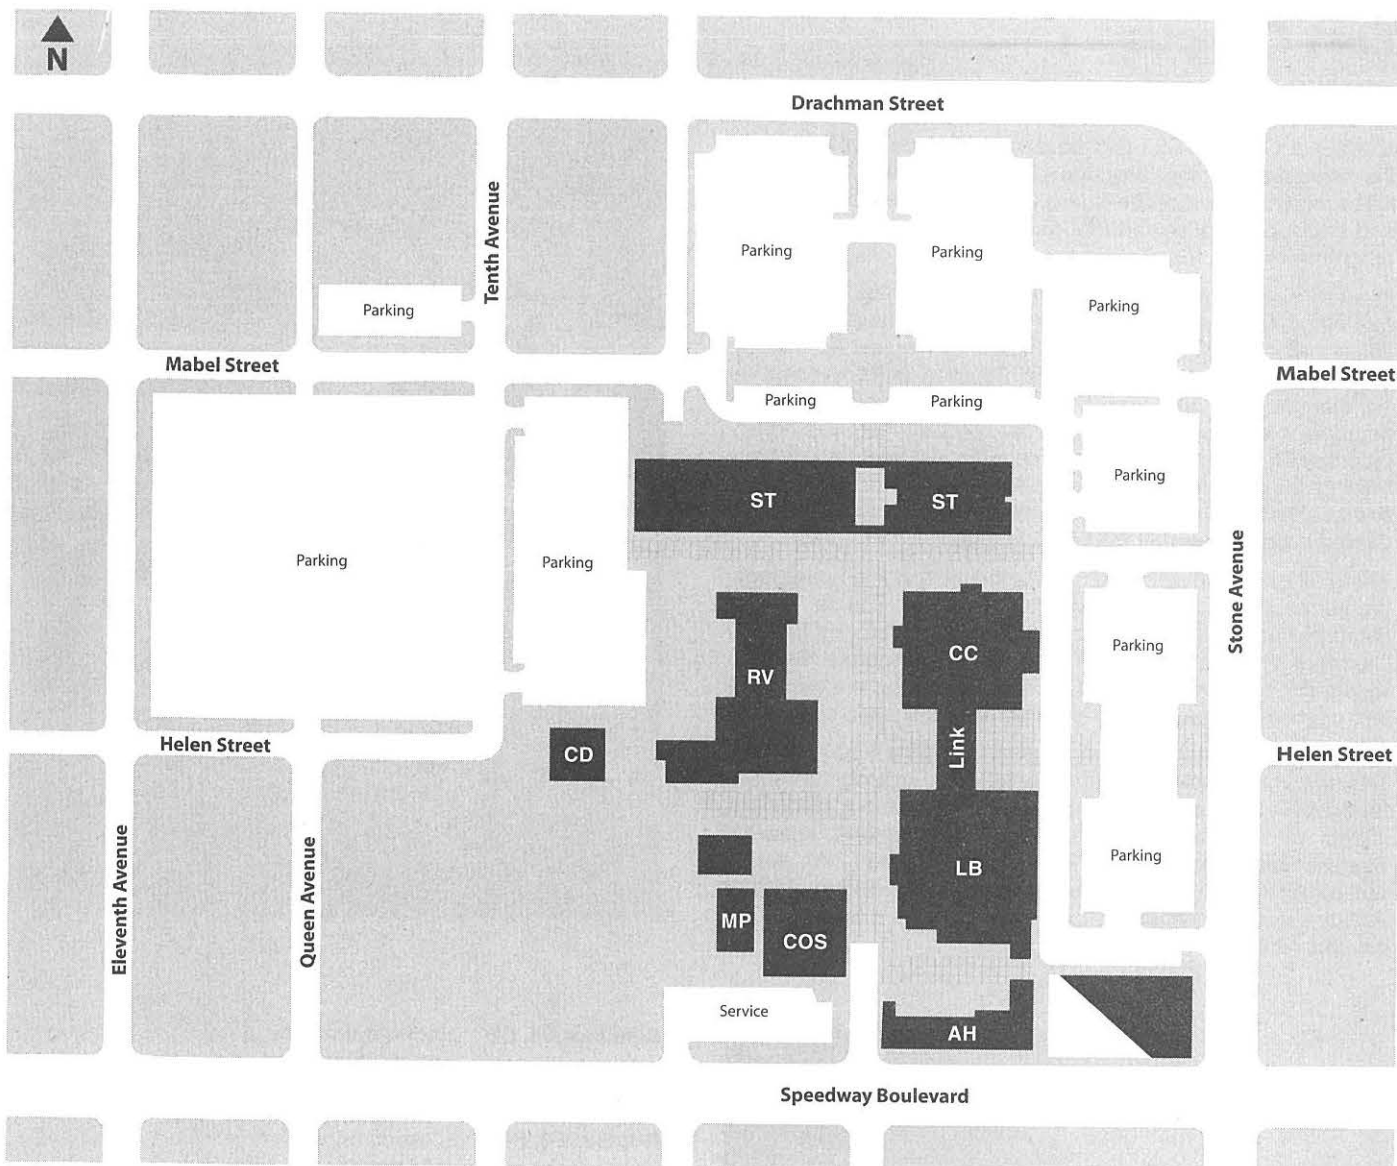 N
Drachman Street
Tenth Avenue
Parking
Parking
Parking
Parking
Mabel Street
Mabel Street
Parking
Parking
Parking
ST
ST
Parking
Parking
Stone Avenue
Parking
CC
RV
Link
Helen Street
CD
Helen Street
Eleventh Avenue
Queen Avenue
LB
Parking
MP
COS
Service
AH
Speedway Boulevard